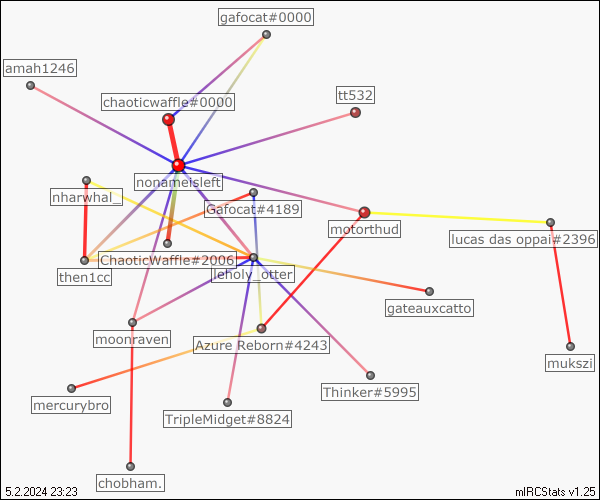 gafocat#0000
amah1246
chaoticwaffle#0000
tt532
nonameisleft
nharwhal_
Gafocat#4189
motorthud
lucas das oppai#2396
ChaoticWaffle#2006
then1cc
leholy_otter
gateauxcatto
moonraven
Azure Reborn#4243
mukszi
Thinker#5995
mercurybro
TripleMidget#8824
chobham.
5.2.2024 23:23
mIRCStats v1.25